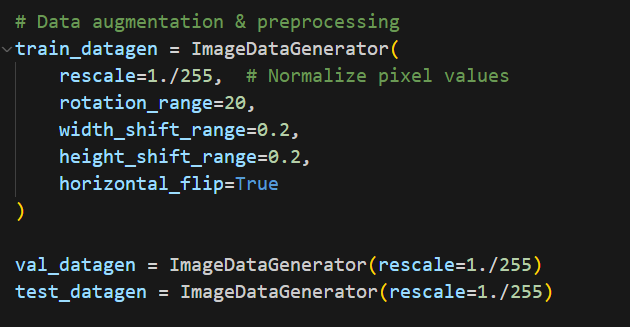 # Data augmentation & preprocessing
train_datagen = ImageDataGenerator(
    rescale=1./255,  # Normalize pixel values
    rotation_range=20,
    width_shift_range=0.2,
    height_shift_range=0.2,
    horizontal_flip=True
)

val_datagen = ImageDataGenerator(rescale=1./255)
test_datagen = ImageDataGenerator(rescale=1./255)